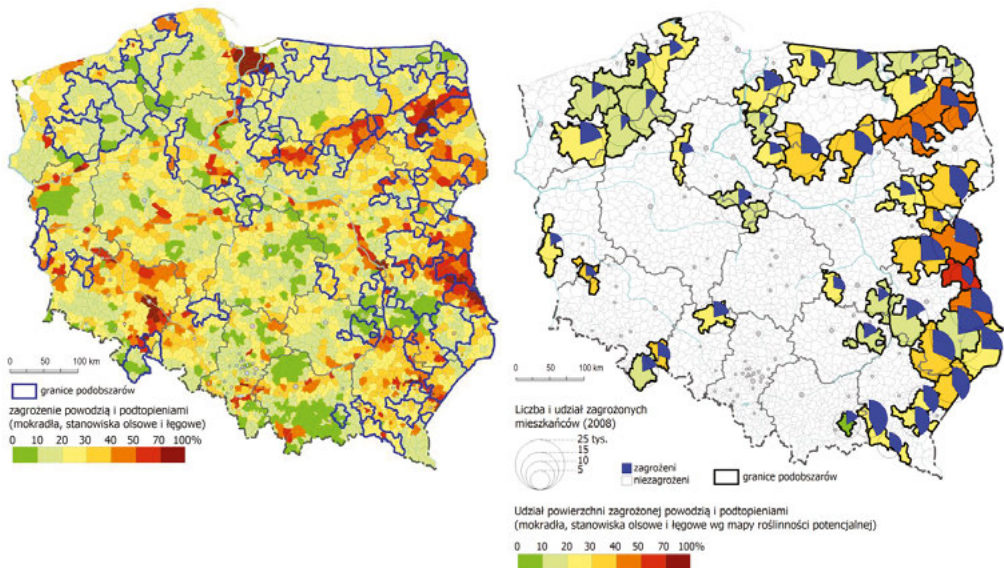 0 50 100 km
granice podobszarów
zagrożenie powodzią i podtopieniami
(mokradła, stanowiska olsowe i łęgowe)
0 10 20 30 40 50 70 100%
0 50 100 km
Liczba i udział zagrożonych
mieszkańców (2008)
25 tys.
15
10
5
zagrożeni
niezagrożeni
granice podobszarów
Udział powierzchni zagrożonej powodzią i podtopieniami
(mokradła, stanowiska olsowe i łęgowe wg mapy roślinności potencjalnej)
0 10 20 30 40 50 70 100%